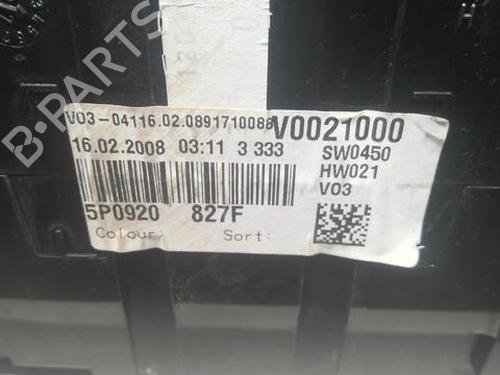 B-PARTS
V03-04116.02.0891710088
V0021000
16.02.2008 03:11 3 333
SW0450
HW021
V03
5P0920 827F
Colour: Sort: